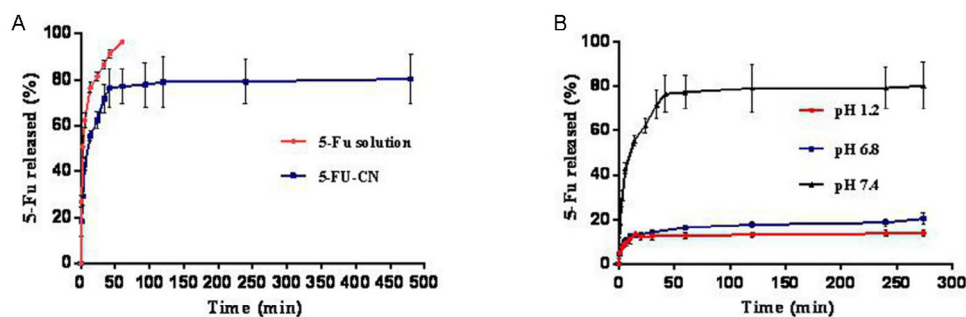 A
5-Fu released (%)
100
80
60
40
20
0
5-Fu solution
5-FU-CN
0 50 100 150 200 250 300 350 400 450 500
Time (min)
B
5-Fu released (%)
100
80
60
40
20
0
pH 1.2
pH 6.8
pH 7.4
0 50 100 150 200 250 300
Time (min)